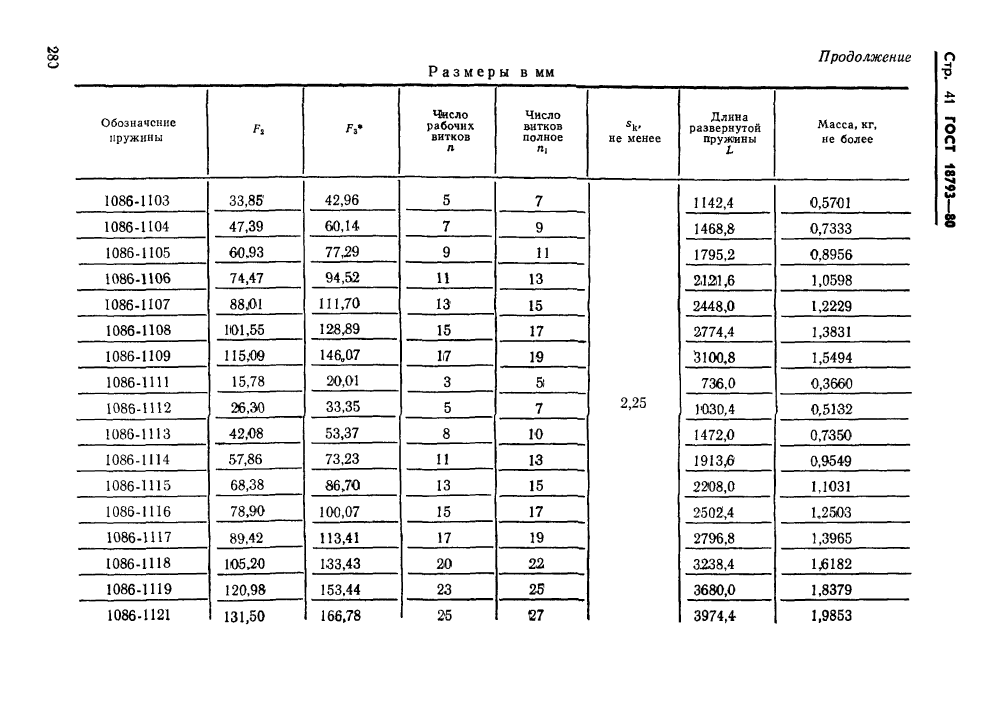 280
Стр. 41 ГОСТ 18793—80
Продолжение
Размеры в мм
Обозначение пружины | F₂ | F₃* | Число рабочих витков n | Число витков полное n₁ | sk, не менее | Длина развернутой пружины L | Масса, кг, не более
1086-1103 | 33,85 | 42,96 | 5 | 7 | 2,25 | 1142,4 | 0,5701
1086-1104 | 47,39 | 60,14 | 7 | 9 | 1468,8 | 0,7333
1086-1105 | 60,93 | 77,29 | 9 | 11 | 1795,2 | 0,8956
1086-1106 | 74,47 | 94,52 | 11 | 13 | 2121,6 | 1,0598
1086-1107 | 88,01 | 111,70 | 13 | 15 | 2448,0 | 1,2229
1086-1108 | 101,55 | 128,89 | 15 | 17 | 2774,4 | 1,3831
1086-1109 | 115,09 | 146,07 | 17 | 19 | 3100,8 | 1,5494
1086-1111 | 15,78 | 20,01 | 3 | 5 | 736,0 | 0,3660
1086-1112 | 26,30 | 33,35 | 5 | 7 | 1030,4 | 0,5132
1086-1113 | 42,08 | 53,37 | 8 | 10 | 1472,0 | 0,7350
1086-1114 | 57,86 | 73,23 | 11 | 13 | 1913,6 | 0,9549
1086-1115 | 68,38 | 86,70 | 13 | 15 | 2208,0 | 1,1031
1086-1116 | 78,90 | 100,07 | 15 | 17 | 2502,4 | 1,2503
1086-1117 | 89,42 | 113,41 | 17 | 19 | 2796,8 | 1,3965
1086-1118 | 105,20 | 133,43 | 20 | 22 | 3238,4 | 1,6182
1086-1119 | 120,98 | 153,44 | 23 | 25 | 3680,0 | 1,8379
1086-1121 | 131,50 | 166,78 | 25 | 27 | 3974,4 | 1,9853